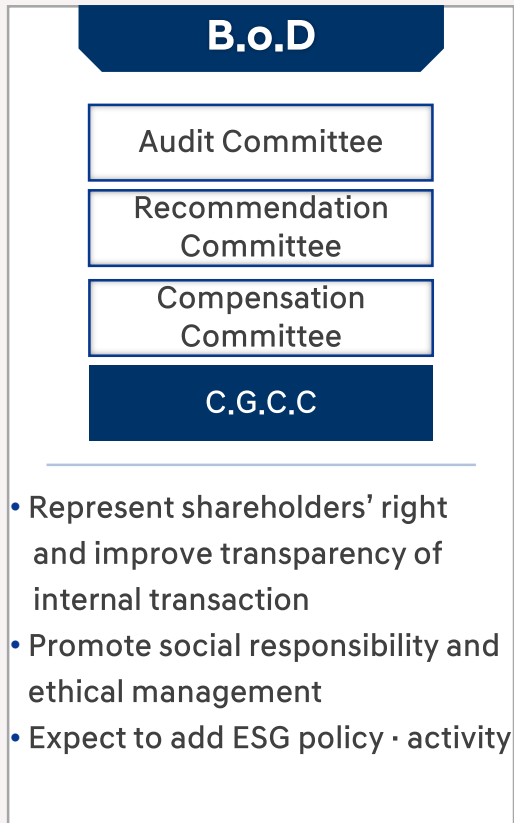 B.o.D
Audit Committee
Recommendation
Committee
Compensation
Committee
C.G.C.C
• Represent shareholders’ right
and improve transparency of
internal transaction
• Promote social responsibility and
ethical management
• Expect to add ESG policy · activity